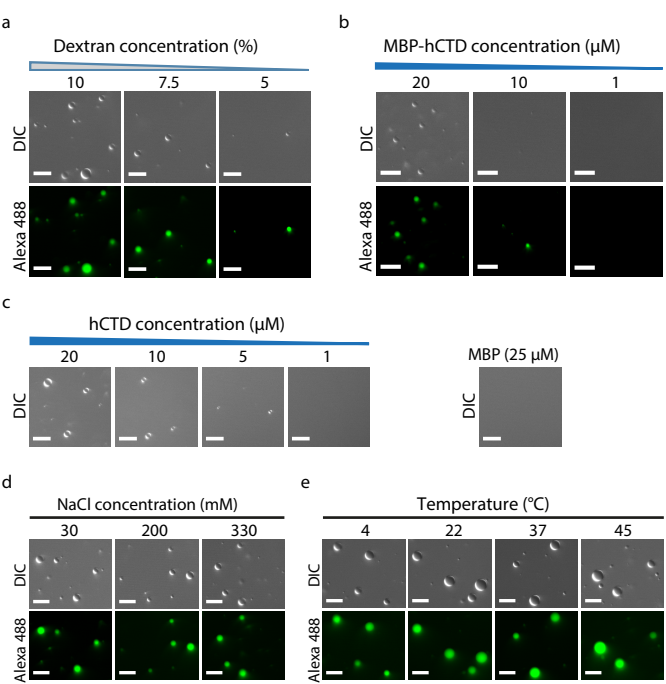 a
Dextran concentration (%)
10 7.5 5
DIC
Alexa 488
b
MBP-hCTD concentration (μM)
20 10 1
DIC
Alexa 488
c
hCTD concentration (μM)
20 10 5 1
DIC
MBP (25 μM)
DIC
d
NaCl concentration (mM)
30 200 330
DIC
Alexa 488
e
Temperature (°C)
4 22 37 45
DIC
Alexa 488